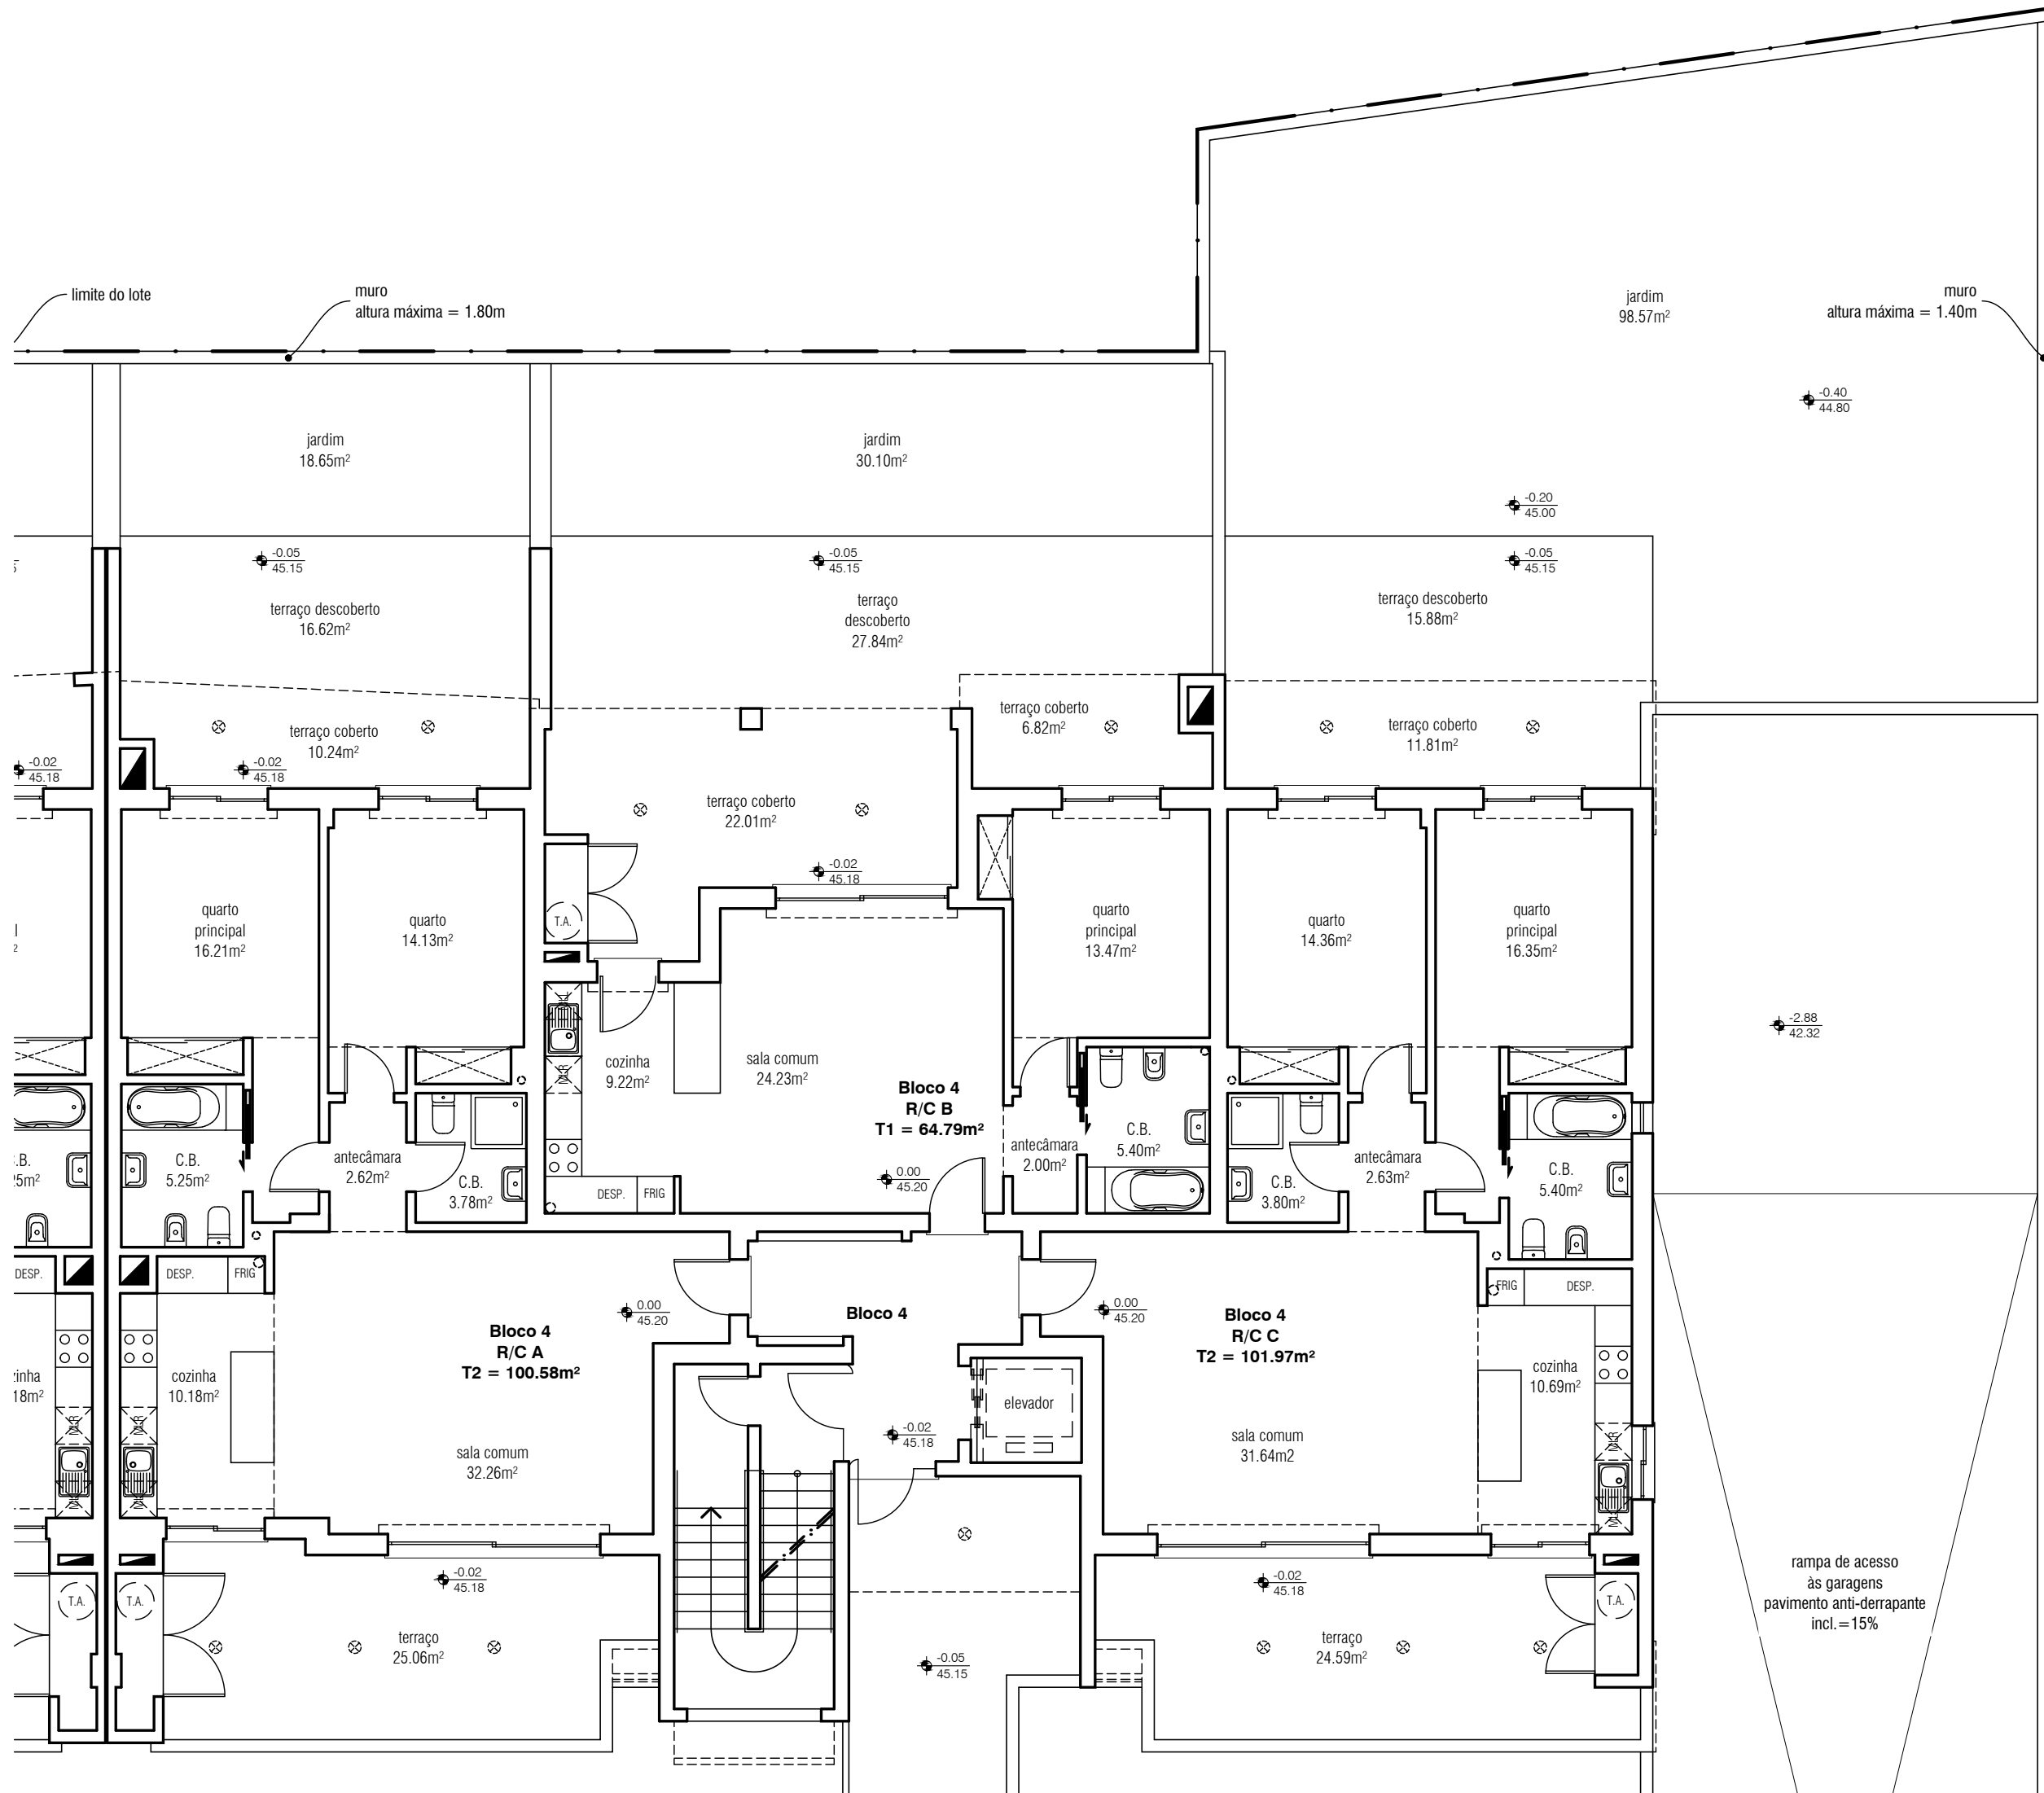 limite do lote
muro
altura máxima = 1.80m
jardim
98.57m²
muro
altura máxima = 1.40m
-0.40
44.80
jardim
18.65m²
jardim
30.10m²
-0.20
45.00
-0.05
45.15
-0.05
45.15
-0.05
45.15
terraço descoberto
16.62m²
terraço
descoberto
27.84m²
terraço descoberto
15.88m²
terraço coberto
10.24m²
terraço coberto
6.82m²
terraço coberto
11.81m²
-0.02
45.18
-0.02
45.18
terraço coberto
22.01m²
-0.02
45.18
T.A.
quarto
principal
16.21m²
quarto
14.13m²
quarto
principal
13.47m²
quarto
14.36m²
quarto
principal
16.35m²
-2.88
42.32
cozinha
9.22m²
sala comum
24.23m²
MLR
Bloco 4
R/C B
T1 = 64.79m²
antecâmara
2.00m²
C.B.
5.40m²
0.00
45.20
DESP.
FRIG
.B.
25m²
C.B.
5.25m²
antecâmara
2.62m²
C.B.
3.78m²
C.B.
3.80m²
antecâmara
2.63m²
C.B.
5.40m²
DESP.
DESP.
FRIG
FRIG
DESP.
0.00
45.20
Bloco 4
0.00
45.20
Bloco 4
R/C A
T2 = 100.58m²
Bloco 4
R/C C
T2 = 101.97m²
zinha
18m²
cozinha
10.18m²
elevador
cozinha
10.69m²
-0.02
45.18
sala comum
32.26m²
sala comum
31.64m2
MLR
MLR
MLR
-0.02
45.18
-0.02
45.18
T.A.
T.A.
T.A.
terraço
25.06m²
-0.05
45.15
terraço
24.59m²
rampa de acesso
às garagens
pavimento anti-derrapante
incl.=15%